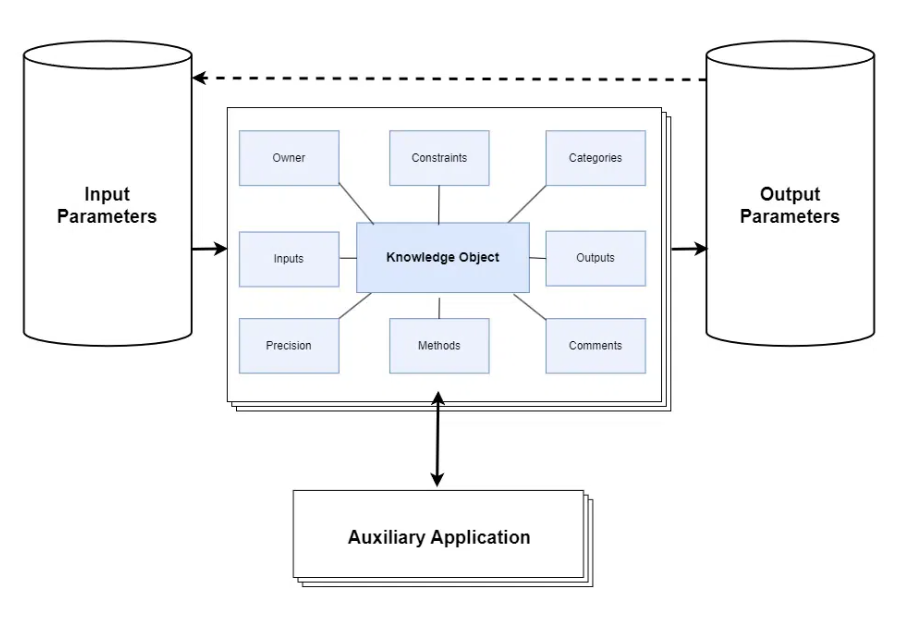 Input
Parameters
Owner
Constraints
Categories
Inputs
Knowledge Object
Outputs
Precision
Methods
Comments
Output
Parameters
Auxiliary Application